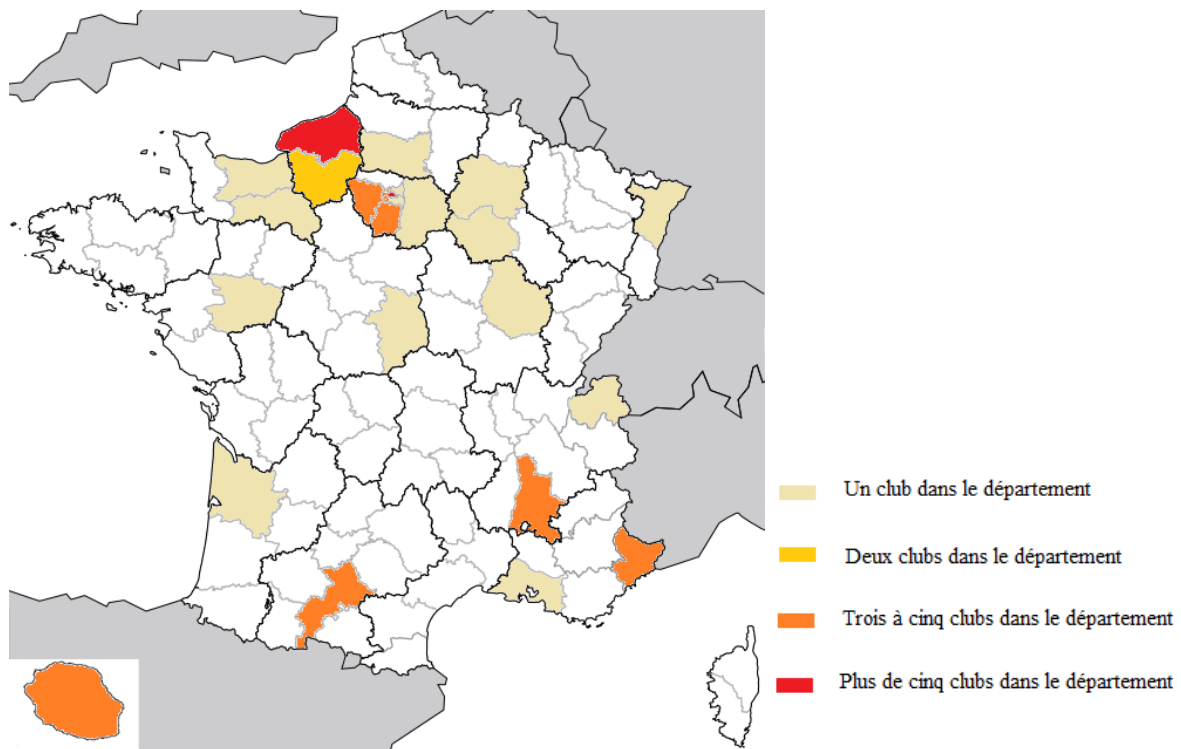 Un club dans le département
Deux clubs dans le département
Trois à cinq clubs dans le département
Plus de cinq clubs dans le département